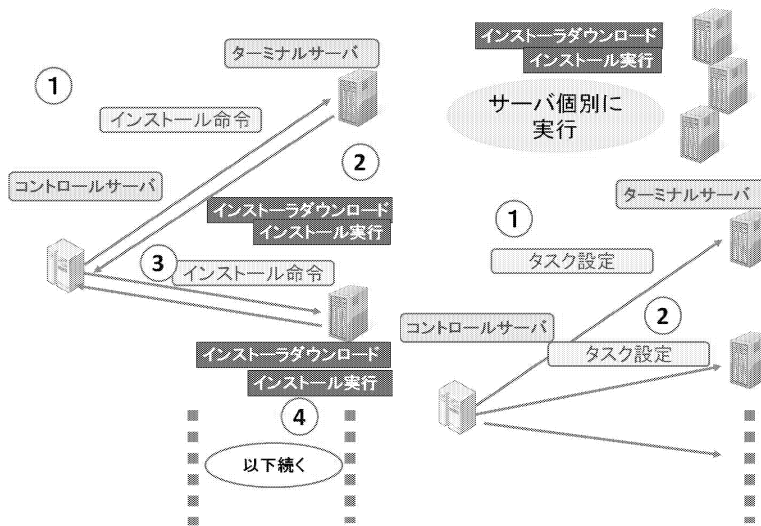 ターミナルサーバ
①
インストール命令
②
コントロールサーバ
インストーラダウンロード
インストール実行
③
インストール命令
インストーラダウンロード
インストール実行
④
以下続く
インストーラダウンロード
インストール実行
サーバ個別に
実行
ターミナルサーバ
①
タスク設定
②
コントロールサーバ
タスク設定